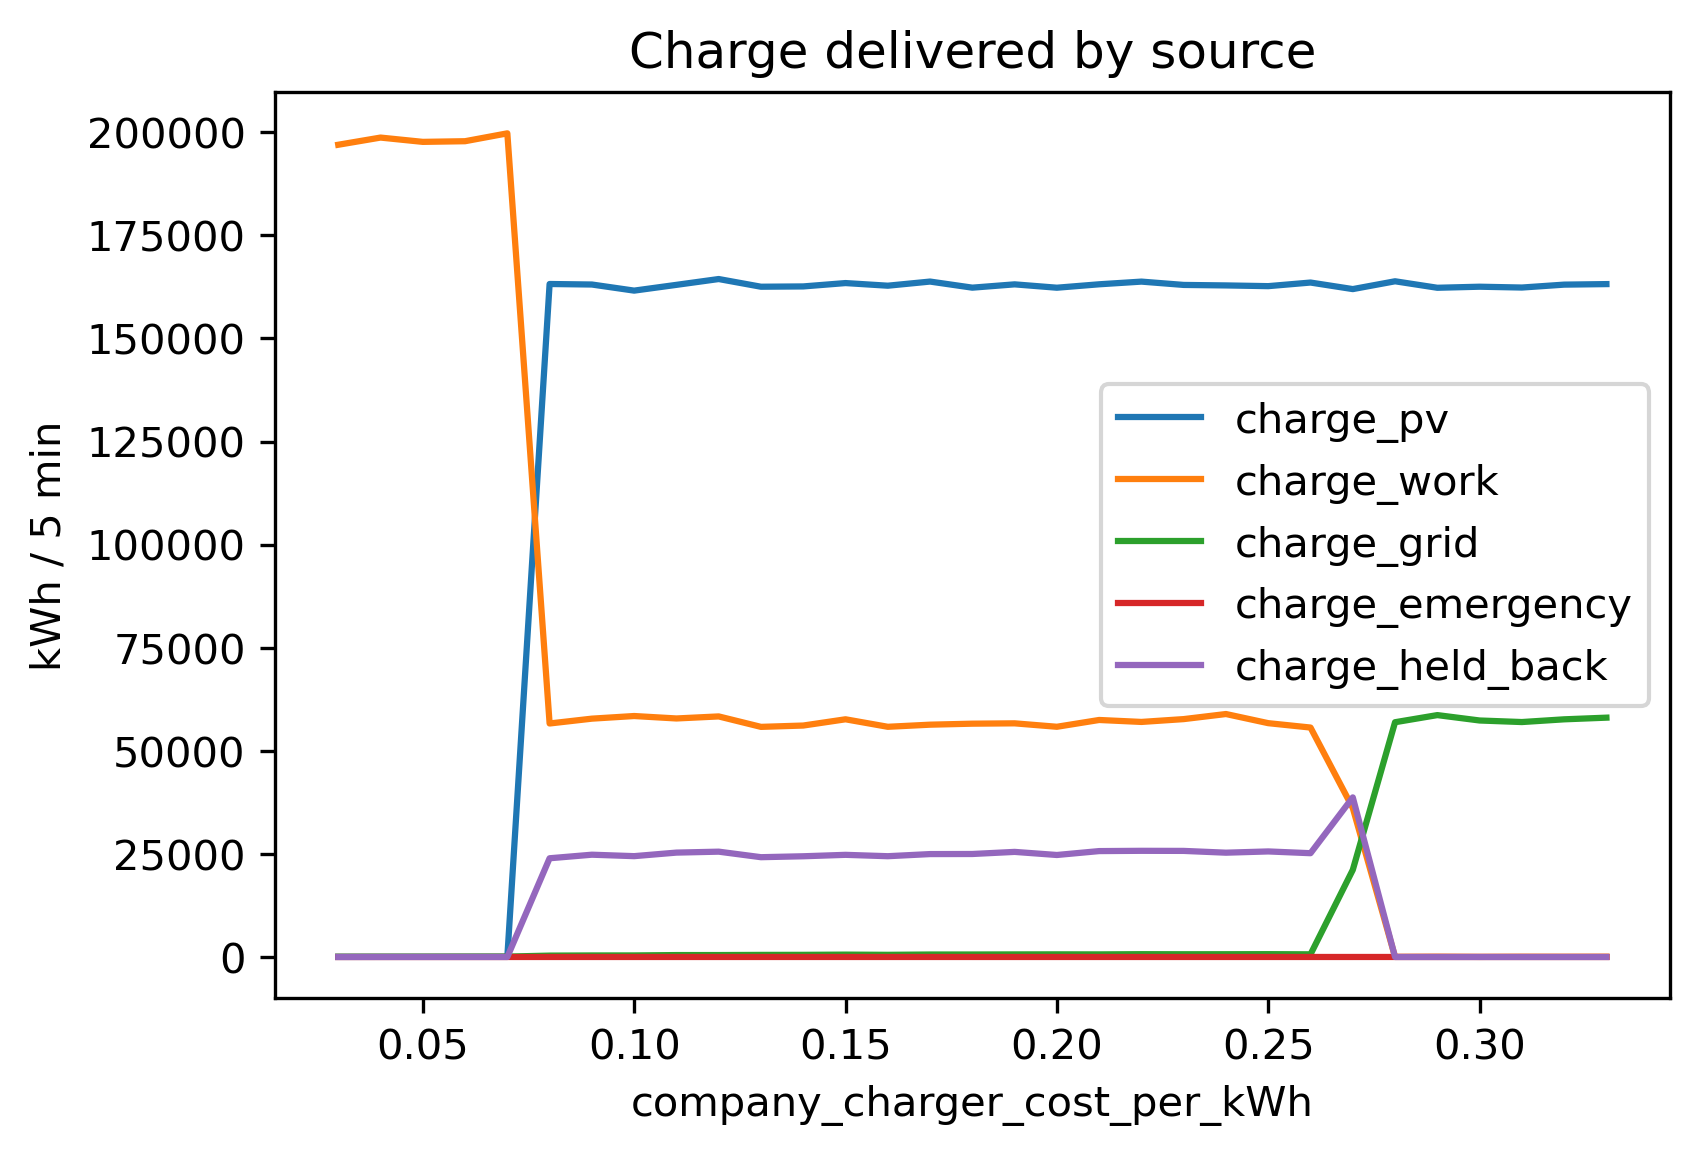 Charge delivered by source
200000
175000
150000
125000
100000
75000
50000
25000
0
kWh / 5 min
charge_pv
charge_work
charge_grid
charge_emergency
charge_held_back
0.05 0.10 0.15 0.20 0.25 0.30
company_charger_cost_per_kWh